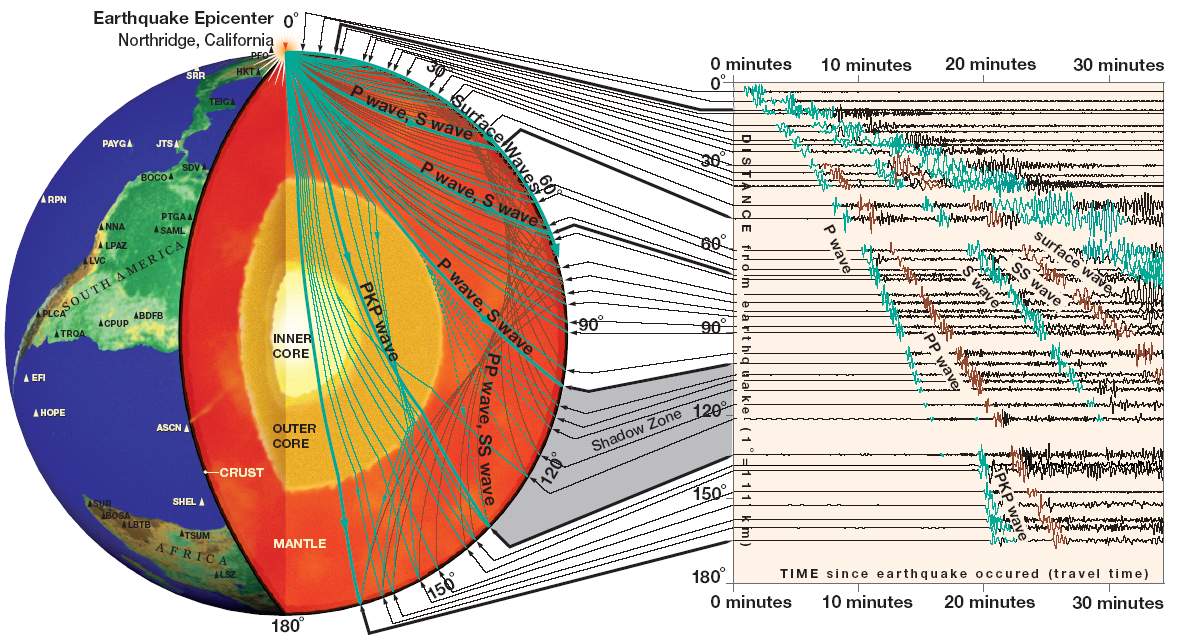 Earthquake Epicenter
Northridge, California
0°
PFO
SRR
HKT
TEIG
PAYG
JTS
SDV
BOCO
RPN
PTGA
NNA
SAML
LPAZ
LVC
SOUTH AMERICA
PLCA
BDFB
CPUP
TRQA
EFI
HOPE
ASCN
CRUST
SHEL
SUR
BOSA
LBTB
TSUM
AFRICA
LSZ
180°
INNER
CORE
OUTER
CORE
MANTLE
P wave, S wave
P wave, S wave
P wave, S wave
PKP wave
PP wave, SS wave
Surface Waves
30°
60°
90°
120°
150°
Shadow Zone
0 minutes 10 minutes 20 minutes 30 minutes
0°
30°
60°
90°
120°
150°
180°
DISTANCE from earthquake (1°=111 km)
P wave
PP wave
S wave
SS wave
surface wave
PKP wave
TIME since earthquake occured (travel time)
0 minutes 10 minutes 20 minutes 30 minutes